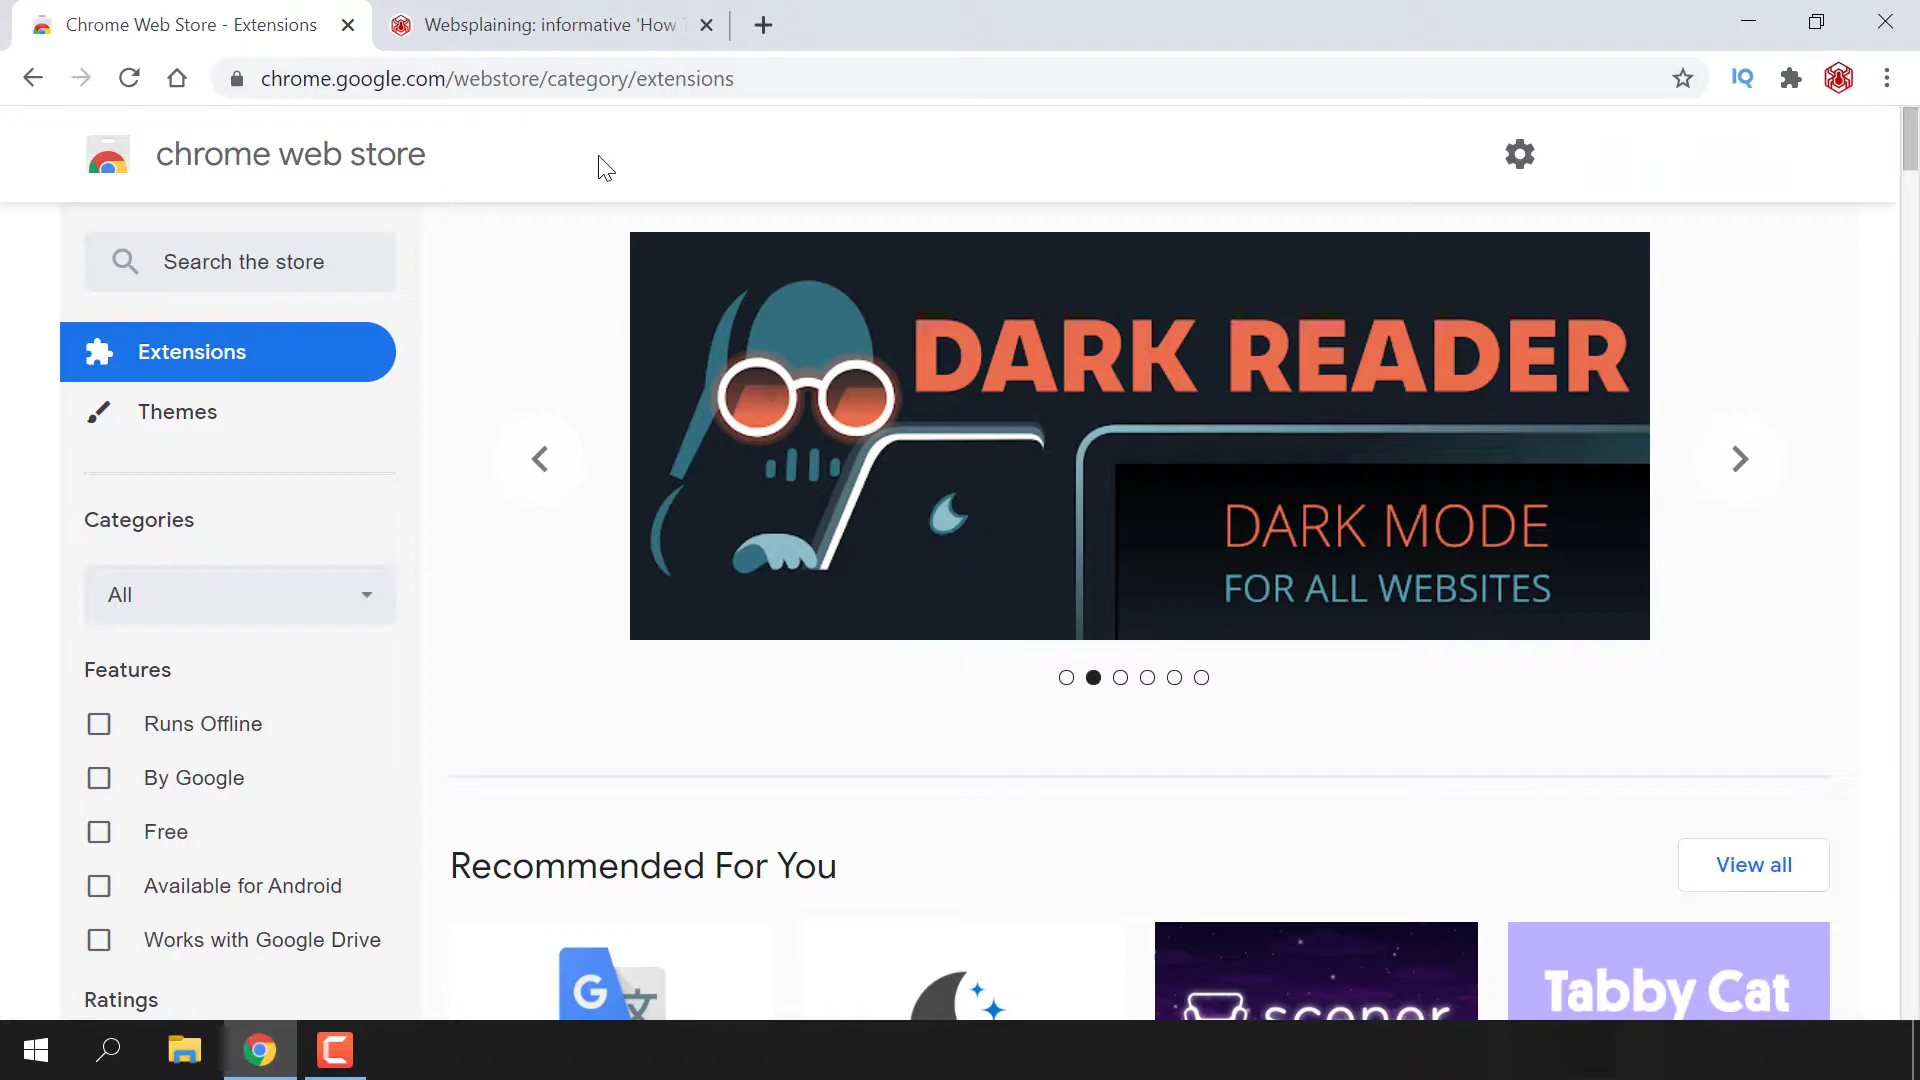 Chrome Web Store - Extensions
Websplaining: informative 'How
chrome.google.com/webstore/category/extensions
IQ
chrome web store
Search the store
Extensions
Themes
Categories
All
Features
Runs Offline
By Google
Free
Available for Android
Works with Google Drive
Ratings
DARK READER
DARK MODE
FOR ALL WEBSITES
Recommended For You
View all
G
scener
Tabby Cat